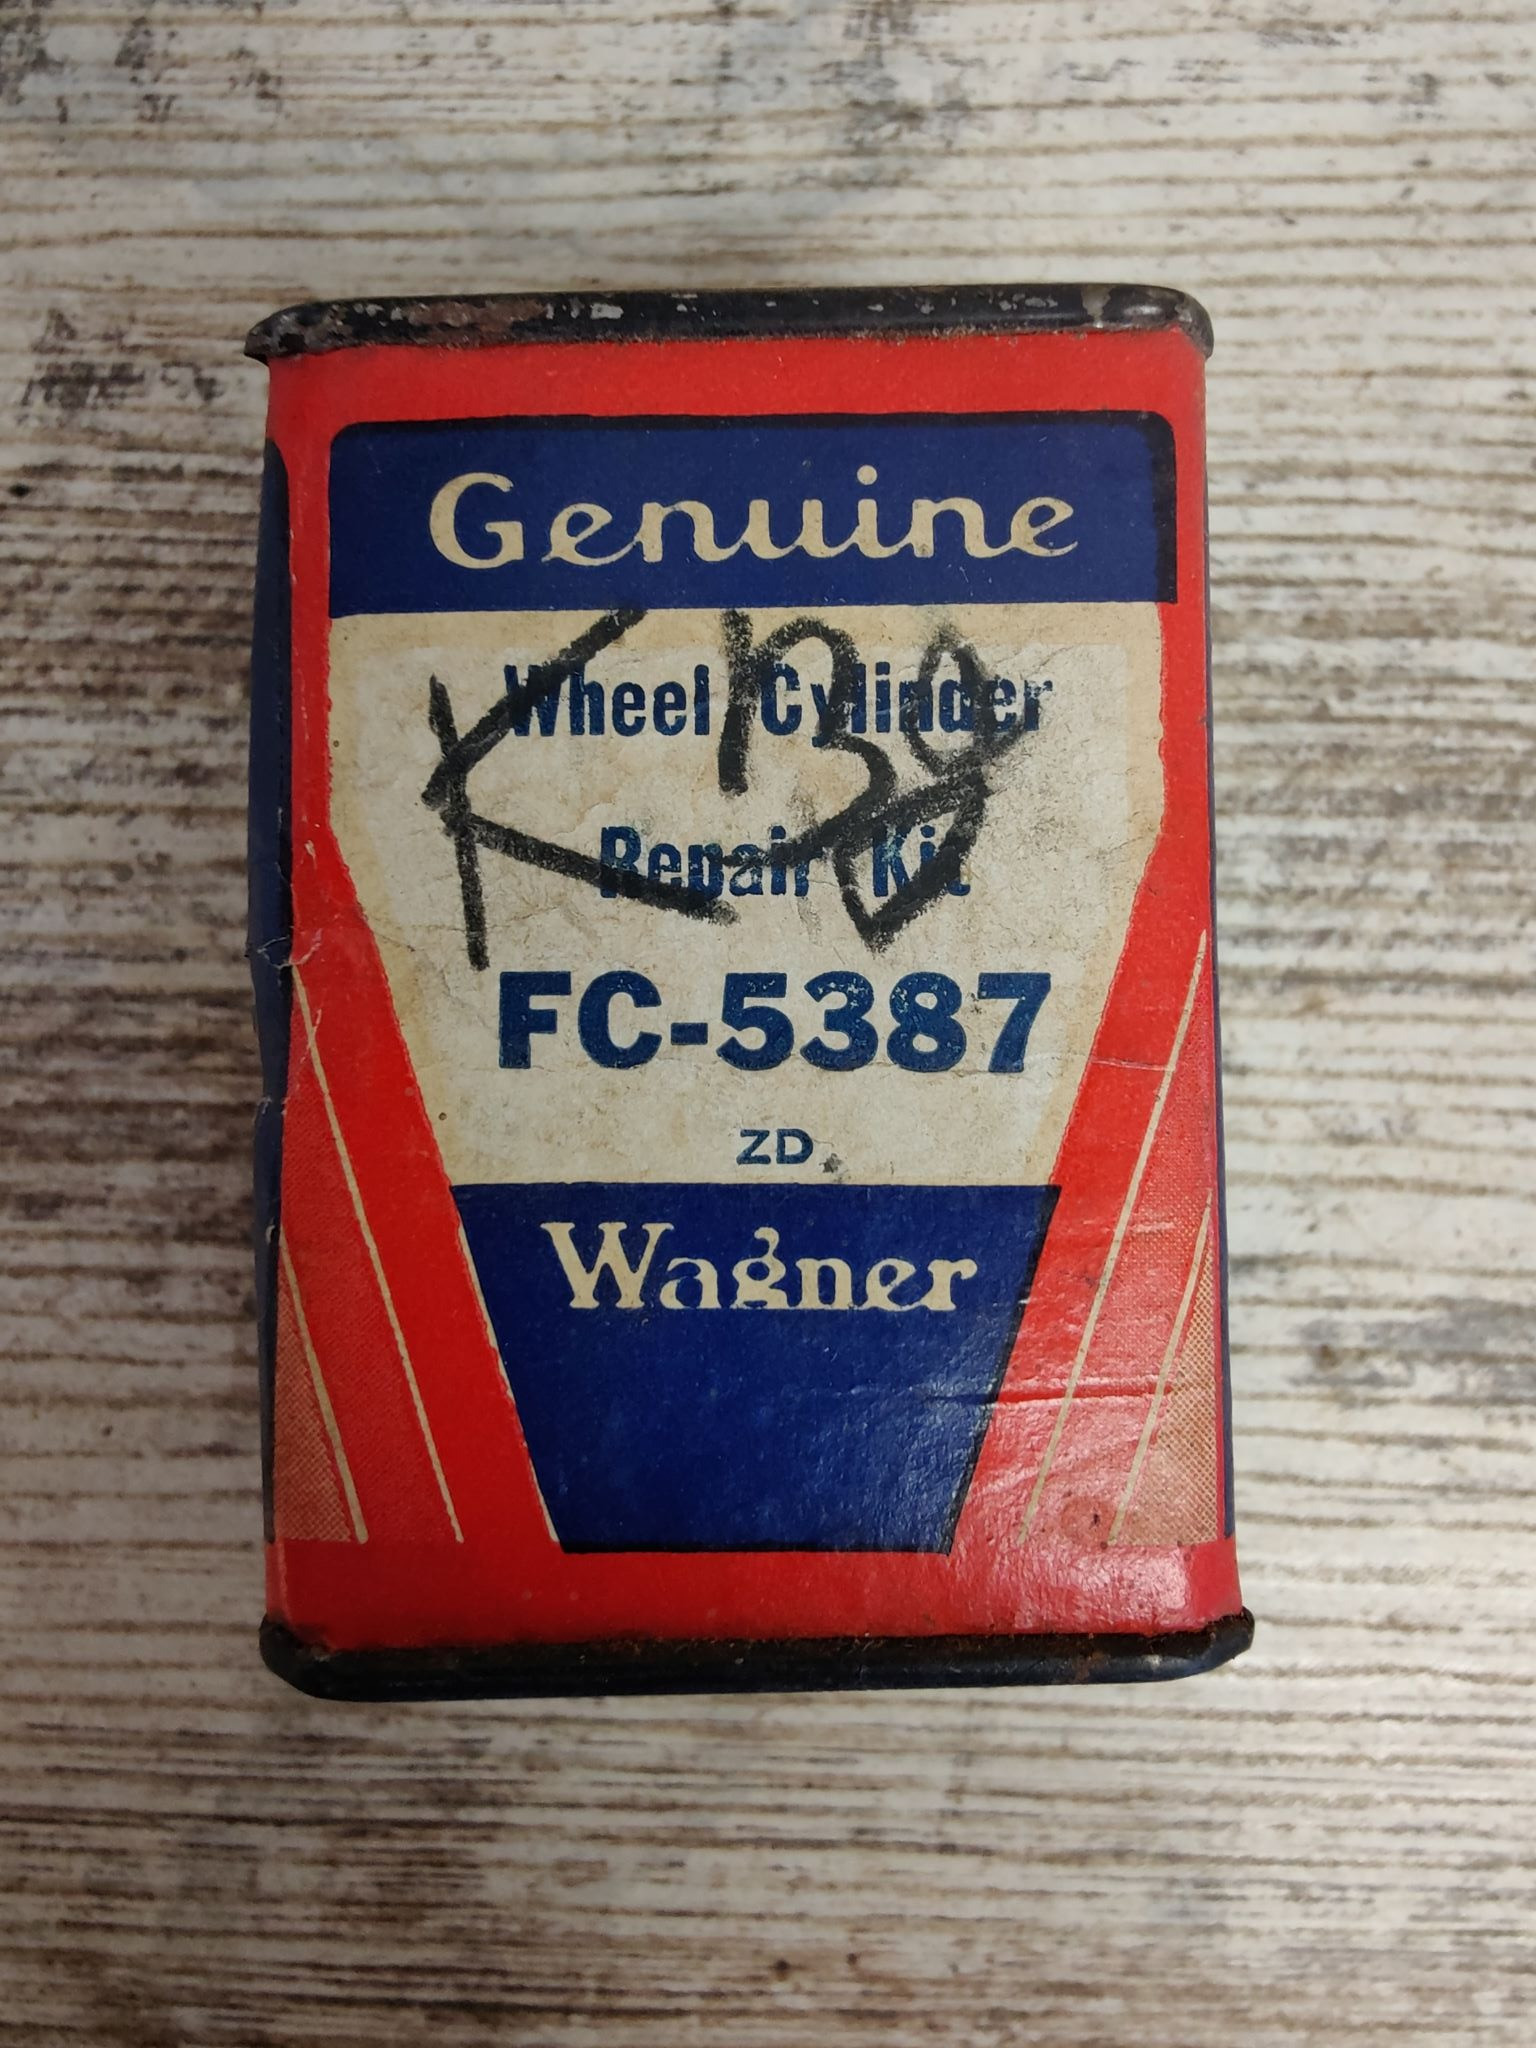 Genuine
Wheel Cylinder
Repair Kit
FC-5387
ZD
Wagner